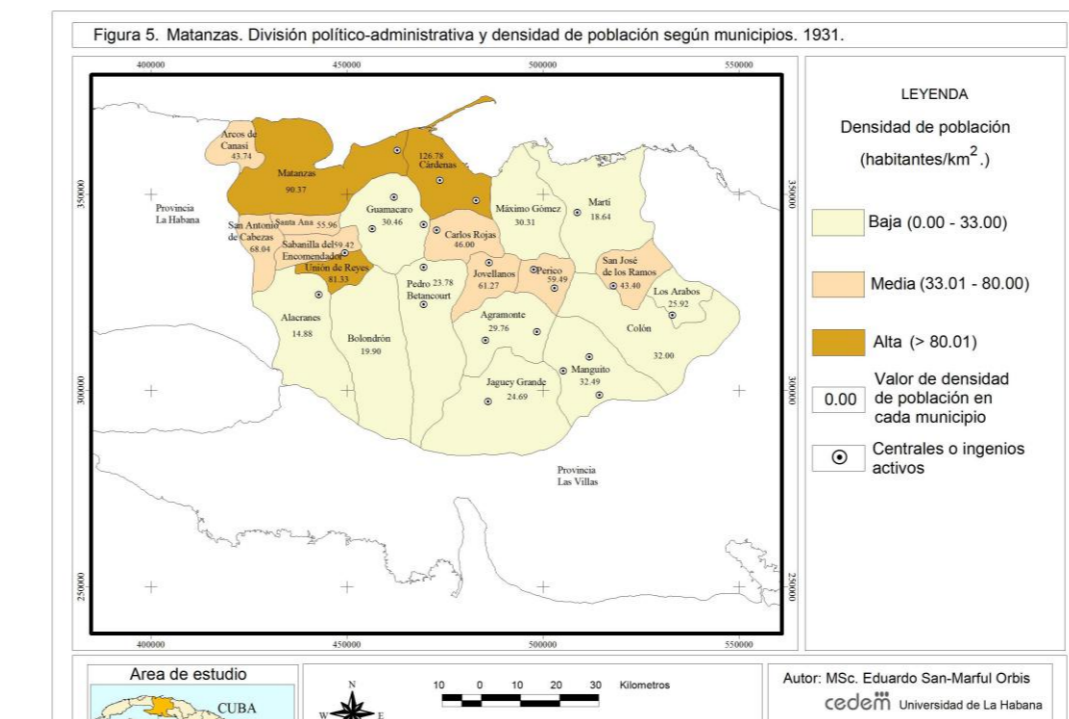 Figura 5. Matanzas. División político-administrativa y densidad de población según municipios. 1931.
400000
450000
500000
550000
350000
300000
250000
350000
300000
250000
400000
450000
500000
550000
Arcos de
Canasí
43.74
Matanzas
90.37
126.78
Cárdenas
Provincia
La Habana
San Antonio
de Cabezas
68.04
Santa Ana 55.96
Sabanilla del 59.42
Encomendador
Unión de Reyes
81.33
Guamacaro
30.46
Máximo Gómez
30.31
Martí
18.64
Carlos Rojas
46.00
Jovellanos
61.27
Perico
59.49
San José
de los Ramos
43.40
Los Arabos
25.92
Pedro 23.78
Betancourt
Alacranes
14.88
Bolondrón
19.90
Agramonte
29.76
Colón
32.00
Manguito
32.49
Jaguey Grande
24.69
Provincia
Las Villas
LEYENDA
Densidad de población
(habitantes/km2.)
Baja (0.00 - 33.00)
Media (33.01 - 80.00)
Alta (> 80.01)
0.00
Valor de densidad
de población en
cada municipio
Centrales o ingenios
activos
Area de estudio
CUBA
N
W
E
10 0 10 20 30 Kilometros
Autor: MSc. Eduardo San-Marful Orbis
cedem Universidad de La Habana